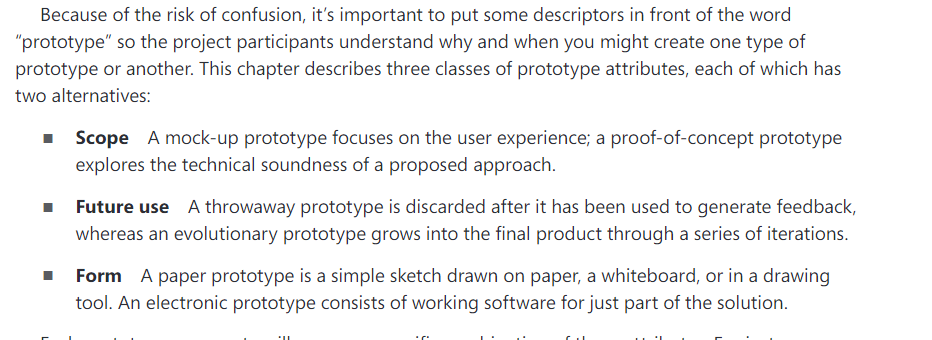 Because of the risk of confusion, it’s important to put some descriptors in front of the word
“prototype” so the project participants understand why and when you might create one type of
prototype or another. This chapter describes three classes of prototype attributes, each of which has
two alternatives:
■ Scope A mock-up prototype focuses on the user experience; a proof-of-concept prototype
explores the technical soundness of a proposed approach.
■ Future use A throwaway prototype is discarded after it has been used to generate feedback,
whereas an evolutionary prototype grows into the final product through a series of iterations.
■ Form A paper prototype is a simple sketch drawn on paper, a whiteboard, or in a drawing
tool. An electronic prototype consists of working software for just part of the solution.